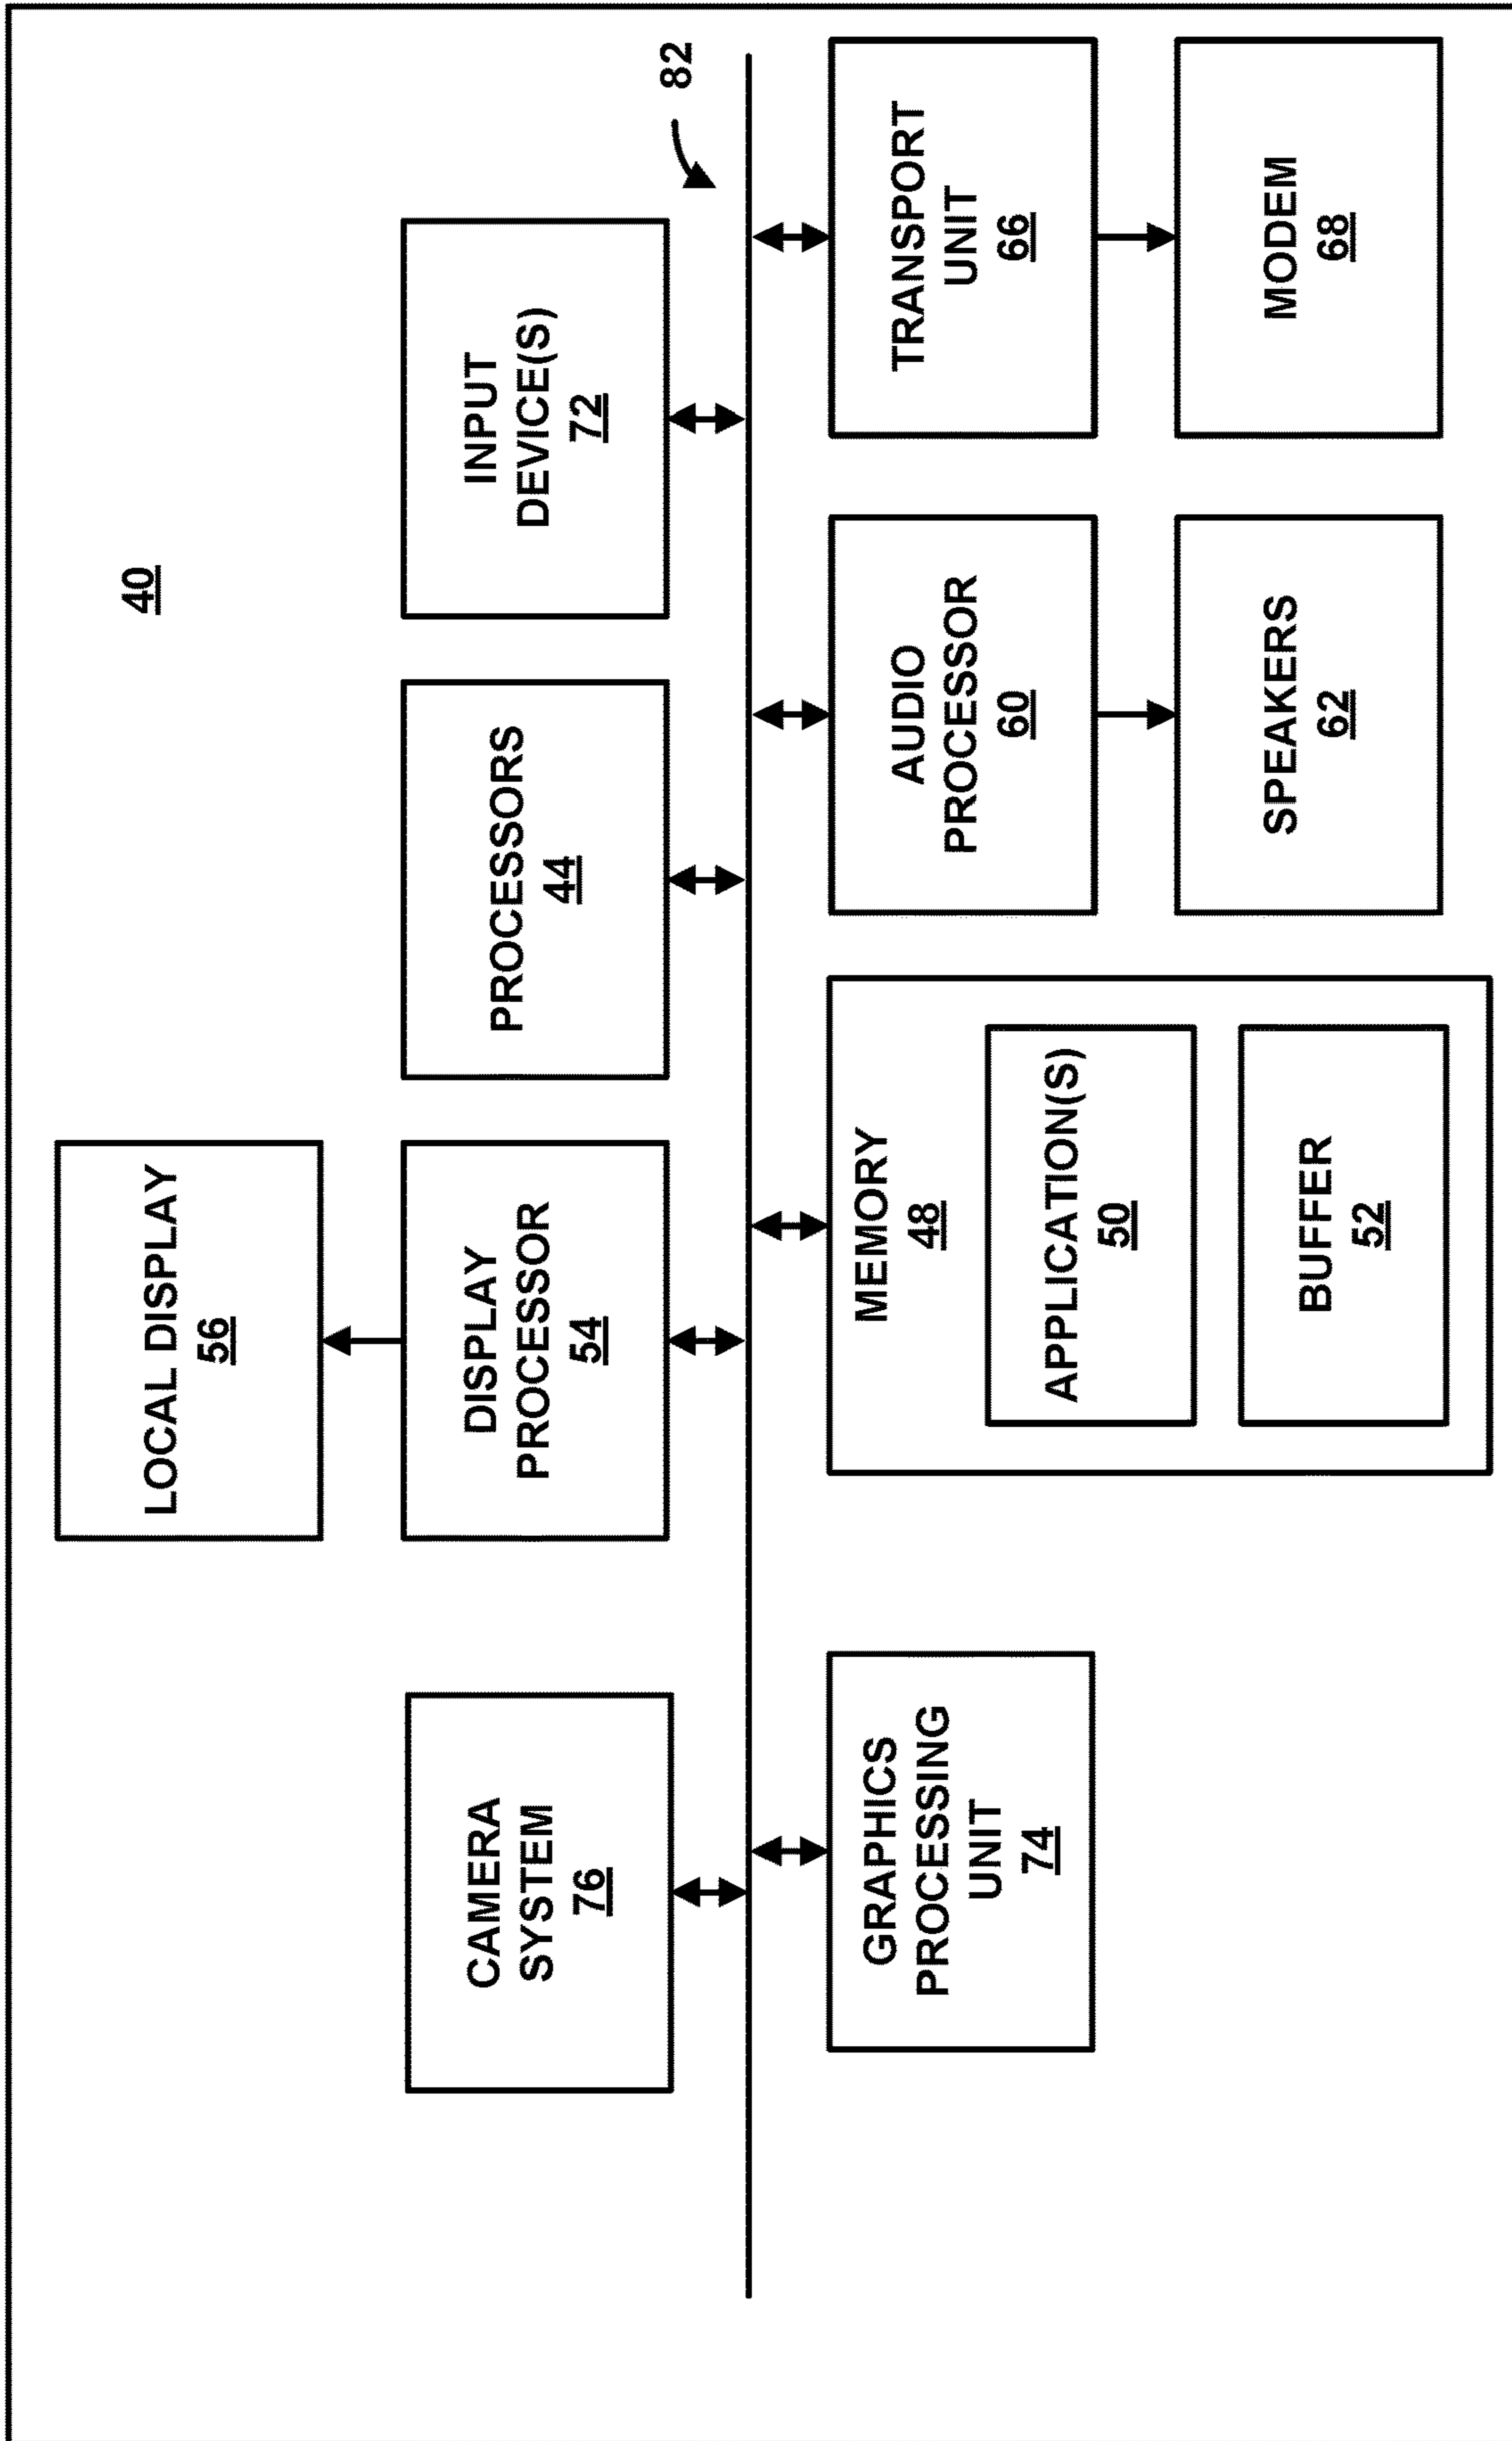 40
LOCAL DISPLAY
56
CAMERA
SYSTEM
76
DISPLAY
PROCESSOR
54
PROCESSORS
44
INPUT
DEVICE(S)
72
82
GRAPHICS
PROCESSING
UNIT
74
MEMORY
48
APPLICATION(S)
50
BUFFER
52
AUDIO
PROCESSOR
60
SPEAKERS
62
TRANSPORT
UNIT
66
MODEM
68